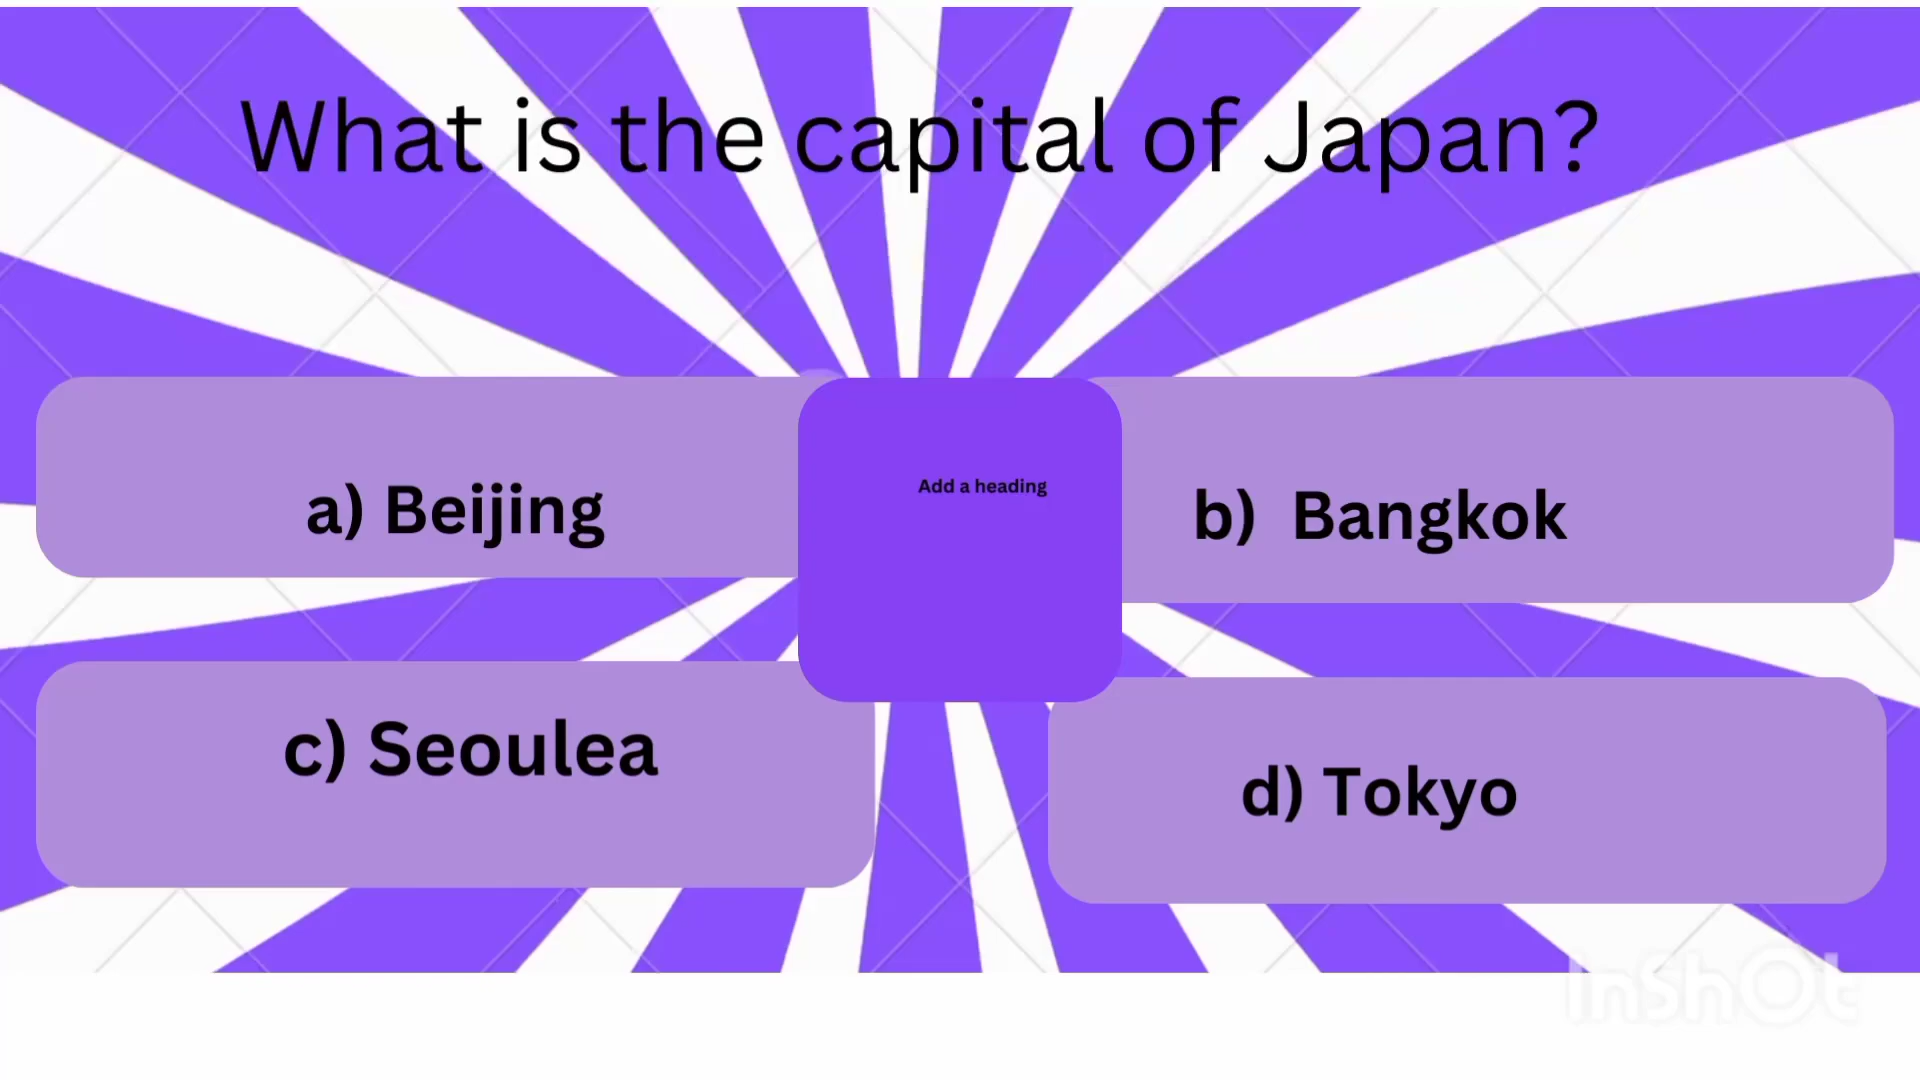 What is the capital of Japan?
a) Beijing
Add a heading
b) Bangkok
c) Seoulea
d) Tokyo
InShOt